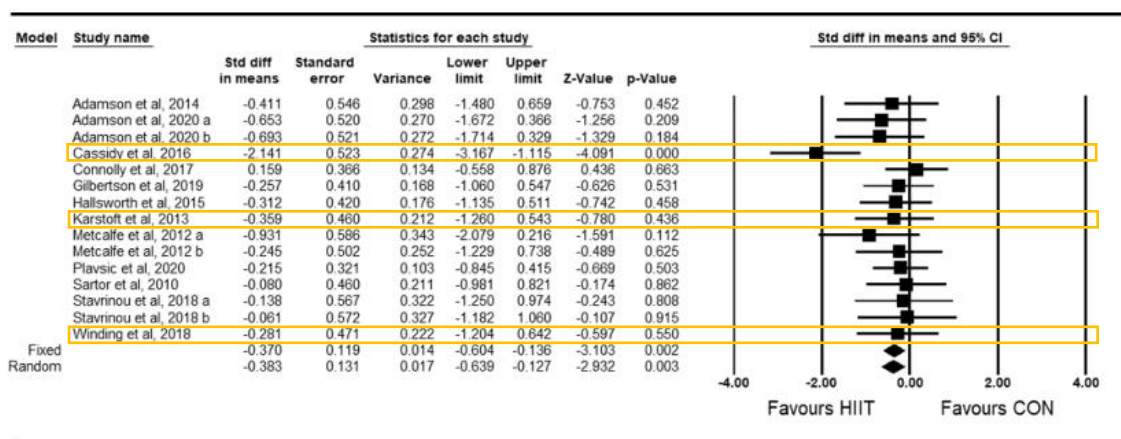 Model Study name Statistics for each study Std diff in means and 95% CI
Std diff in means Standard error Variance Lower limit Upper limit Z-Value p-Value
Adamson et al, 2014 -0.411 0.546 0.298 -1.480 0.659 -0.753 0.452
Adamson et al, 2020 a -0.653 0.520 0.270 -1.672 0.366 -1.256 0.209
Adamson et al, 2020 b -0.693 0.521 0.272 -1.714 0.329 -1.329 0.184
Cassidy et al. 2016 -2.141 0.523 0.274 -3.167 -1.115 -4.091 0.000
Connolly et al, 2017 0.159 0.366 0.134 -0.558 0.876 0.436 0.663
Gilbertson et al, 2019 -0.257 0.410 0.168 -1.060 0.547 -0.626 0.531
Hallsworth et al, 2015 -0.312 0.420 0.176 -1.135 0.511 -0.742 0.458
Karstoft et al, 2013 -0.359 0.460 0.212 -1.260 0.543 -0.780 0.436
Metcalfe et al, 2012 a -0.931 0.586 0.343 -2.079 0.216 -1.591 0.112
Metcalfe et al, 2012 b -0.245 0.502 0.252 -1.229 0.738 -0.489 0.625
Plavsic et al, 2020 -0.215 0.321 0.103 -0.845 0.415 -0.669 0.503
Sartor et al, 2010 -0.080 0.460 0.211 -0.981 0.821 -0.174 0.862
Stavrinou et al, 2018 a -0.138 0.567 0.322 -1.250 0.974 -0.243 0.808
Stavrinou et al, 2018 b -0.061 0.572 0.327 -1.182 1.060 -0.107 0.915
Winding et al, 2018 -0.281 0.471 0.222 -1.204 0.642 -0.597 0.550
Fixed -0.370 0.119 0.014 -0.604 -0.136 -3.103 0.002
Random -0.383 0.131 0.017 -0.639 -0.127 -2.932 0.003
-4.00 -2.00 0.00 2.00 4.00
Favours HIIT Favours CON